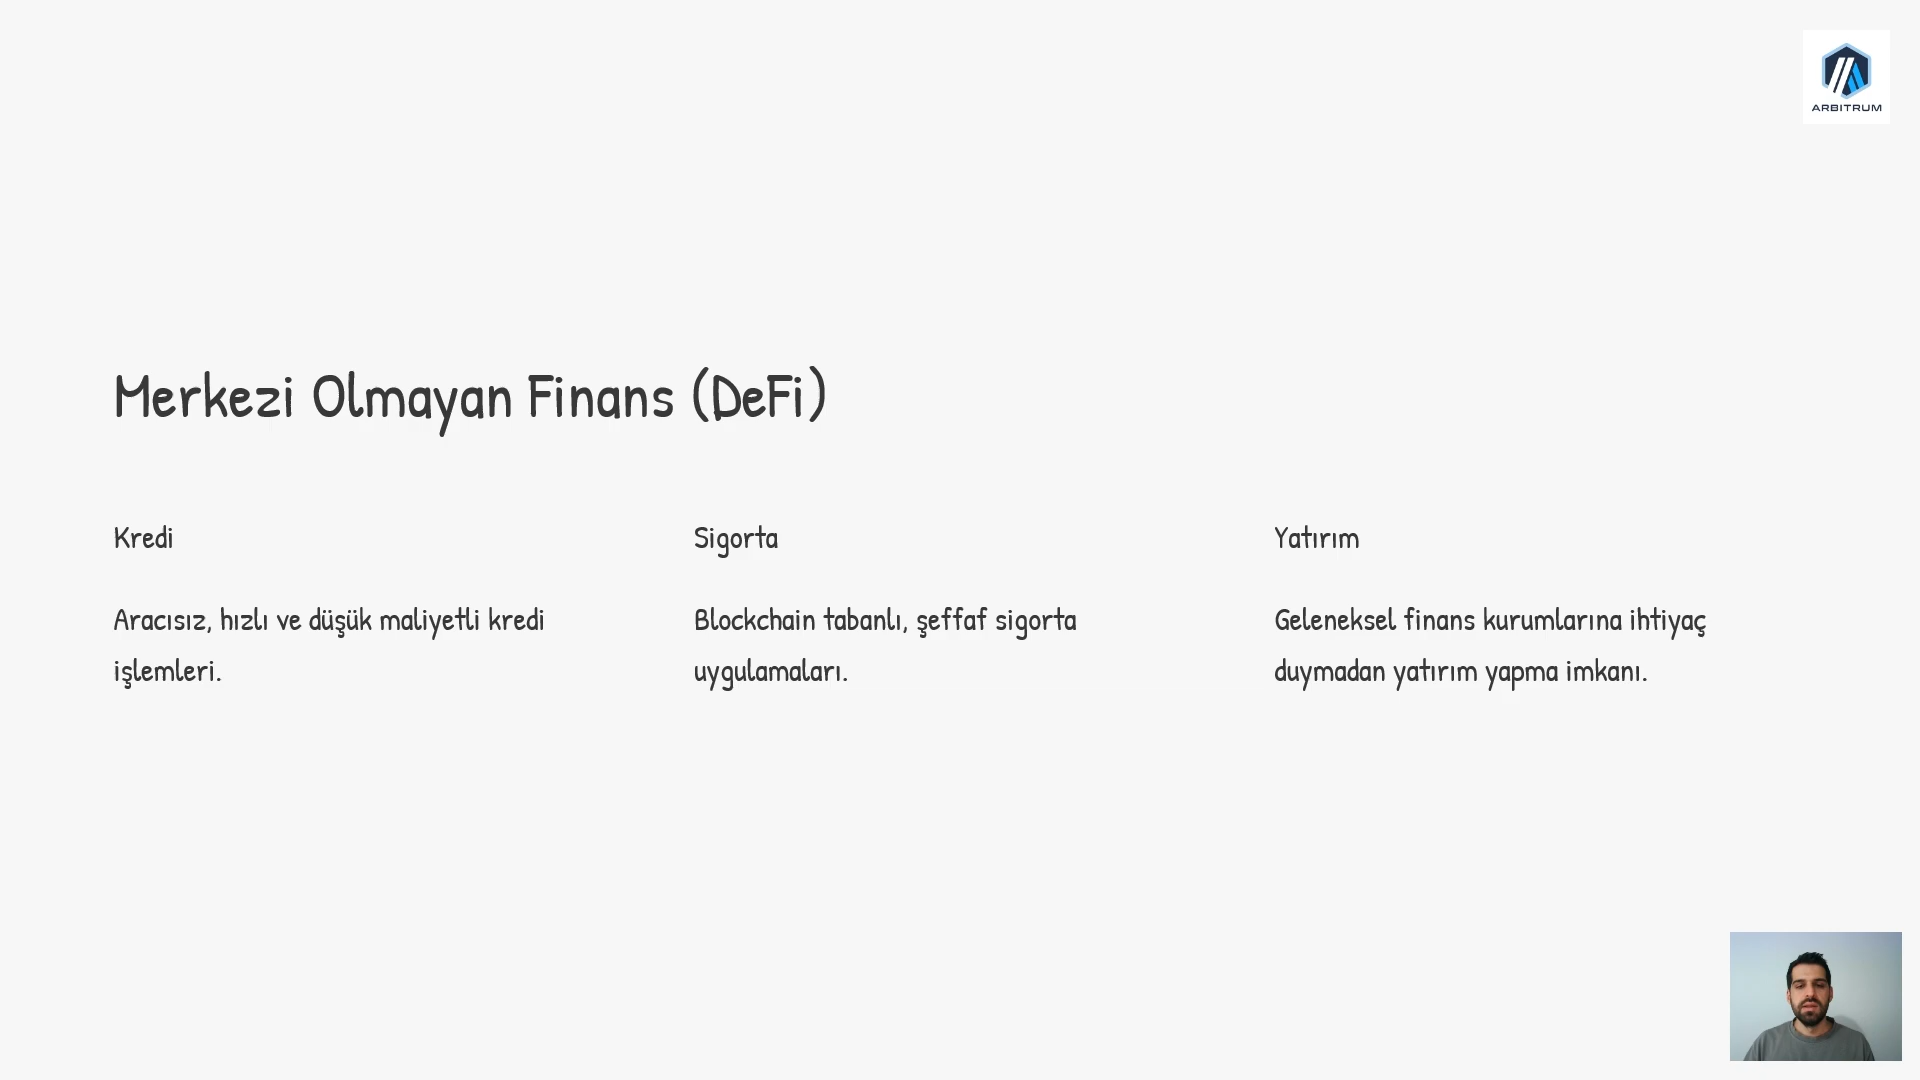 ARBITRUM
Merkezi Olmayan Finans (DeFi)
Kredi
Aracısız, hızlı ve düşük maliyetli kredi
işlemleri.
Sigorta
Blockchain tabanlı, şeffaf sigorta
uygulamaları.
Yatırım
Geleneksel finans kurumlarına ihtiyaç
duymadan yatırım yapma imkanı.